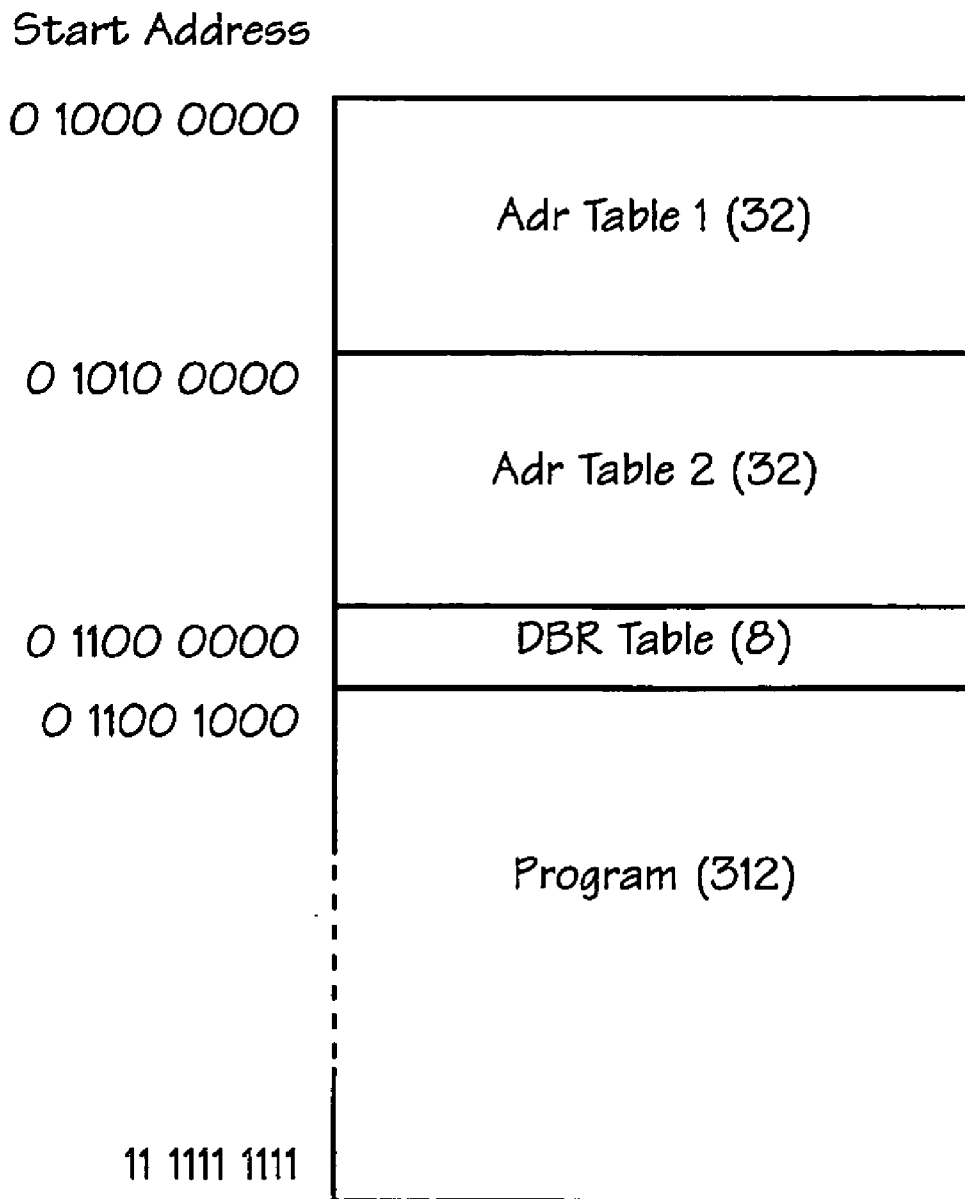 Start Address
0 1000 0000
Adr Table 1 (32)
0 1010 0000
Adr Table 2 (32)
0 1100 0000
DBR Table (8)
0 1100 1000
Program (312)
11 1111 1111